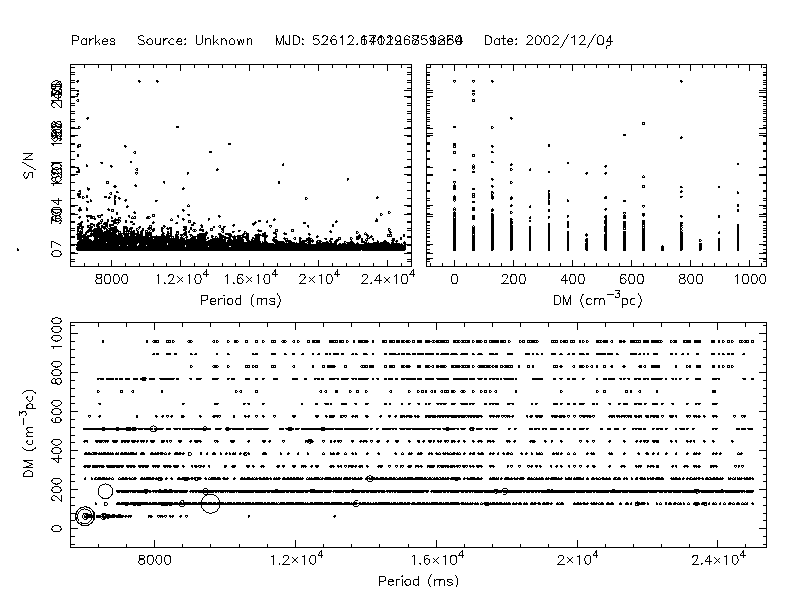 Parkes Source: Unknown MJD: Date: 2002/12/04
S/N
8000 1.2×10⁴ 1.6×10⁴ 2×10⁴ 2.4×10⁴
Period (ms)
0 200 400 600 800 1000
DM (cm⁻³pc)
1000
800
600
400
200
0
DM (cm⁻³pc)
8000 1.2×10⁴ 1.6×10⁴ 2×10⁴ 2.4×10⁴
Period (ms)